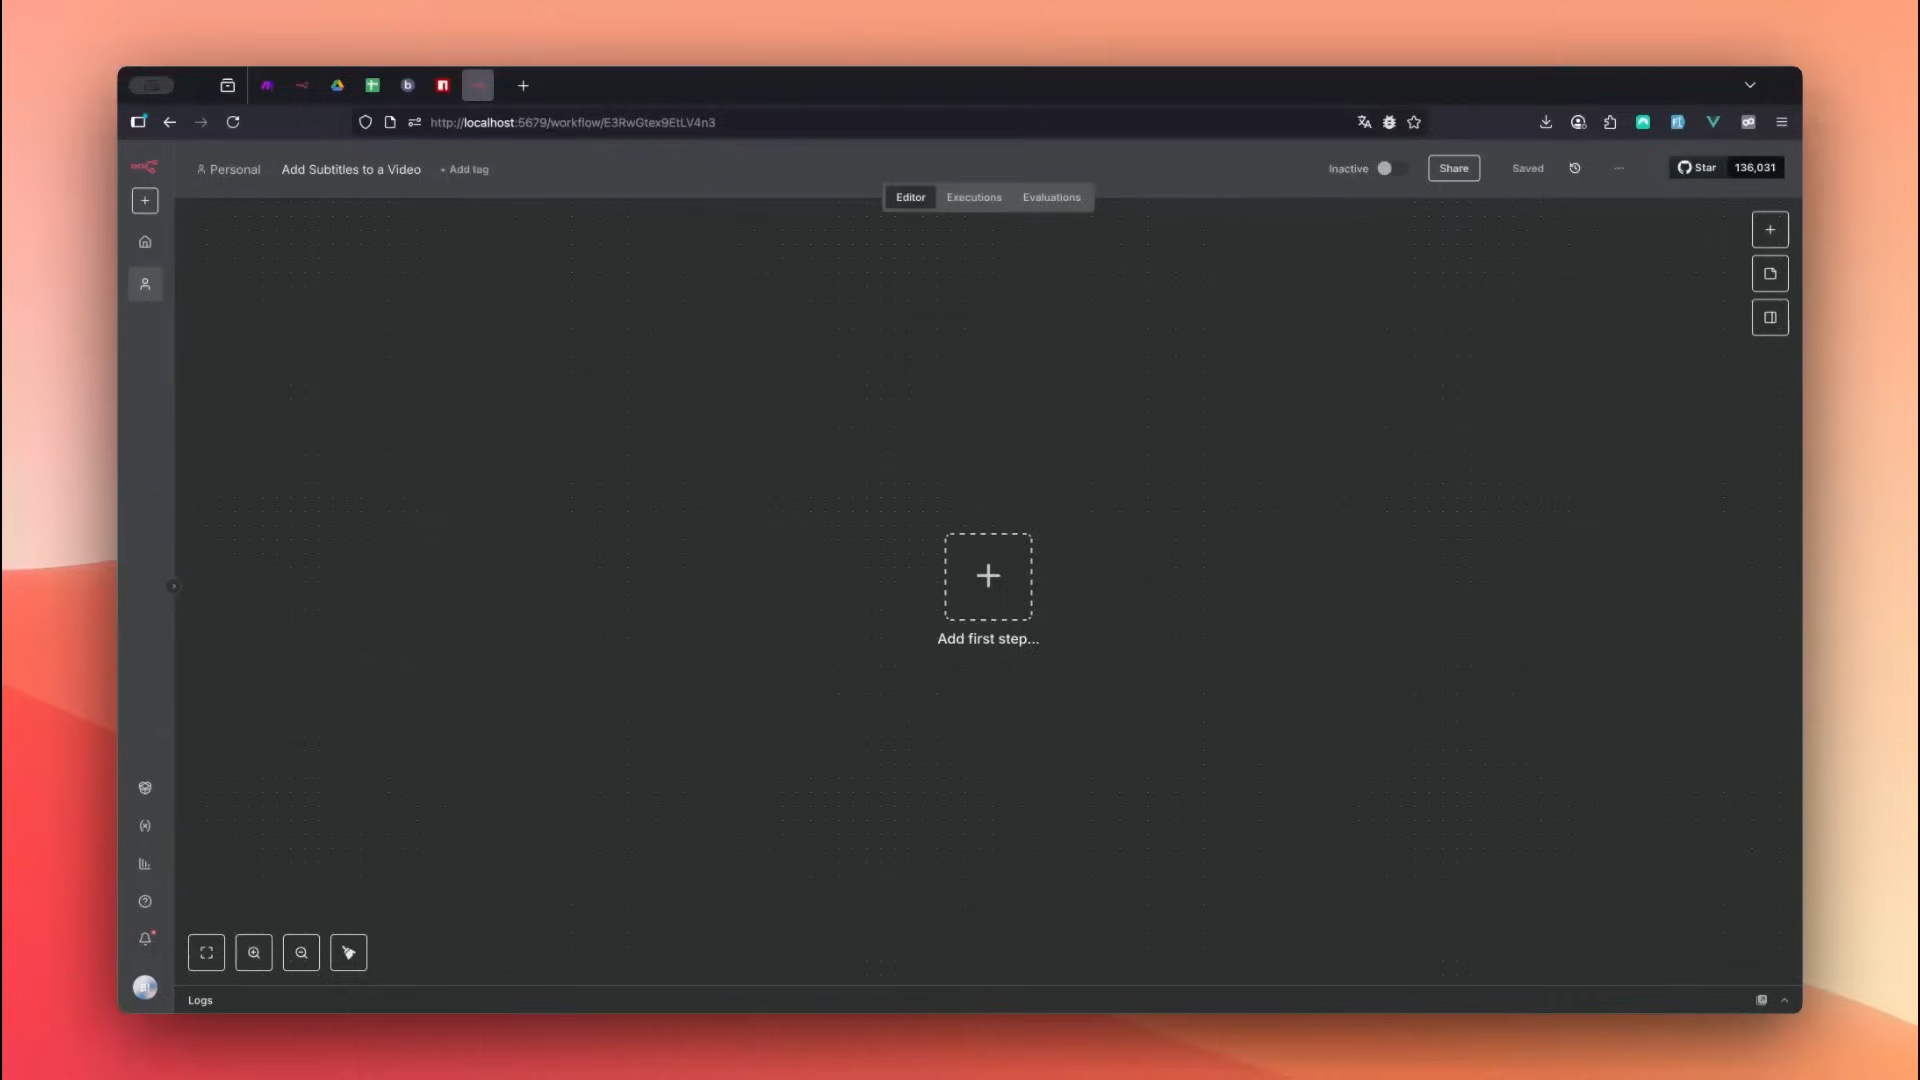 http://localhost:5679/workflow/E3RwGtex9EtLV4n3
Personal
Add Subtitles to a Video
+ Add tag
Inactive
Share
Saved
Star
136,031
Editor
Executions
Evaluations
Add first step...
Logs